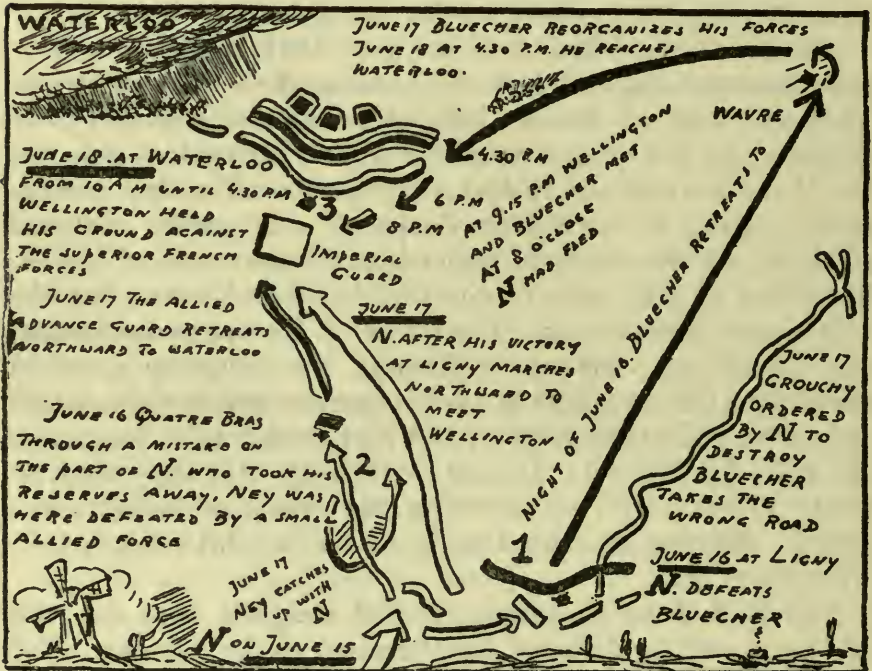 WATERLOO
JUNE 17 BLUECHER REORGANIZES HIS FORCES
JUNE 18 AT 4.30 P.M. HE REACHES
WATERLOO.
WAVRE
JUNE 18. AT WATERLOO
FROM 10 A M UNTIL 4.30 P.M
WELLINGTON HELD
HIS GROUND AGAINST
THE SUPERIOR FRENCH
FORCES
4.30 P.M
6 P.M
8 P.M
3
IMPERIAL
GUARD
AT 9.15 P.M WELLINGTON
AND BLUECHER MET
AT 8 O'CLOCK
N HAD FLED
NIGHT OF JUNE 16. BLUECHER RETREATS TO
JUNE 17 THE ALLIED
ADVANCE GUARD RETREATS
NORTHWARD TO WATERLOO
JUNE 17
N. AFTER HIS VICTORY
AT LIGNY MARCHES
NORTHWARD TO
MEET
WELLINGTON
JUNE 17
GROUCHY
ORDERED
BY N TO
DESTROY
BLUECHER
TAKES THE
WRONG ROAD
JUNE 16 QUATRE BRAS
THROUGH A MISTAKE ON
THE PART OF N. WHO TOOK HIS
RESERVES AWAY, NEY WAS
HERE DEFEATED BY A SMALL
ALLIED FORCE
2
1
JUNE 16 AT LIGNY
N. DEFEATS
BLUECHER
JUNE 17
NEY CATCHES
UP WITH
N
N ON JUNE 15